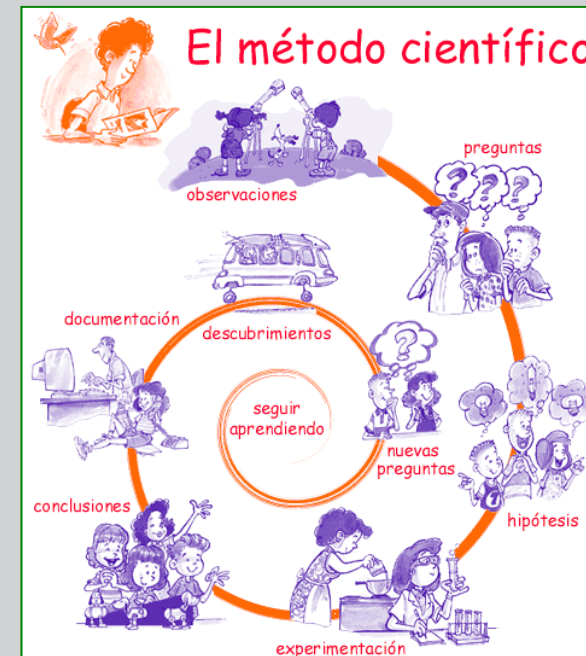 El método científico
observaciones
preguntas
hipótesis
experimentación
conclusiones
documentación
descubrimientos
nuevas
preguntas
seguir
aprendiendo